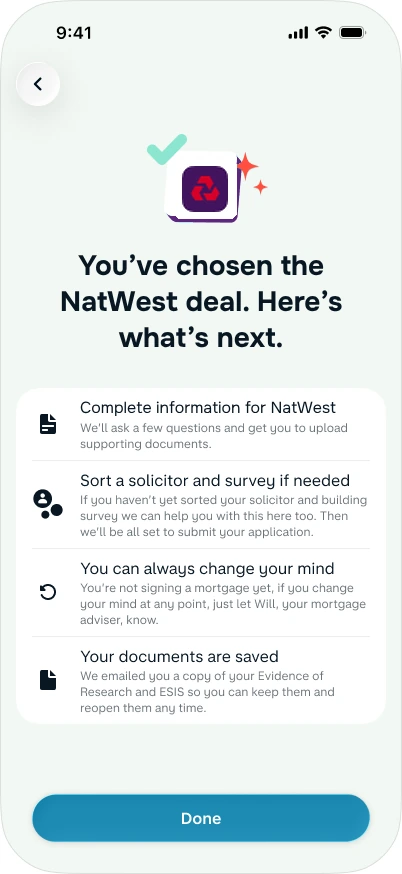 9:41
You’ve chosen the
NatWest deal. Here’s
what’s next.
Complete information for NatWest
We’ll ask a few questions and get you to upload
supporting documents.
Sort a solicitor and survey if needed
If you haven’t yet sorted your solicitor and building
survey we can help you with this here too. Then
we’ll be all set to submit your application.
You can always change your mind
You’re not signing a mortgage yet, if you change
your mind at any point, just let Will, your mortgage
adviser, know.
Your documents are saved
We emailed you a copy of your Evidence of
Research and ESIS so you can keep them and
reopen them any time.
Done